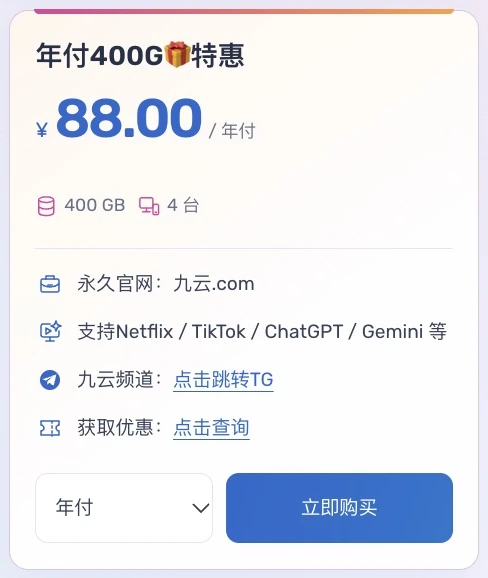 年付400G🎁特惠
¥ 88.00 / 年付
400 GB 4 台
永久官网：九云.com
支持Netflix / TikTok / ChatGPT / Gemini 等
九云频道：点击跳转TG
获取优惠：点击查询
年付 立即购买